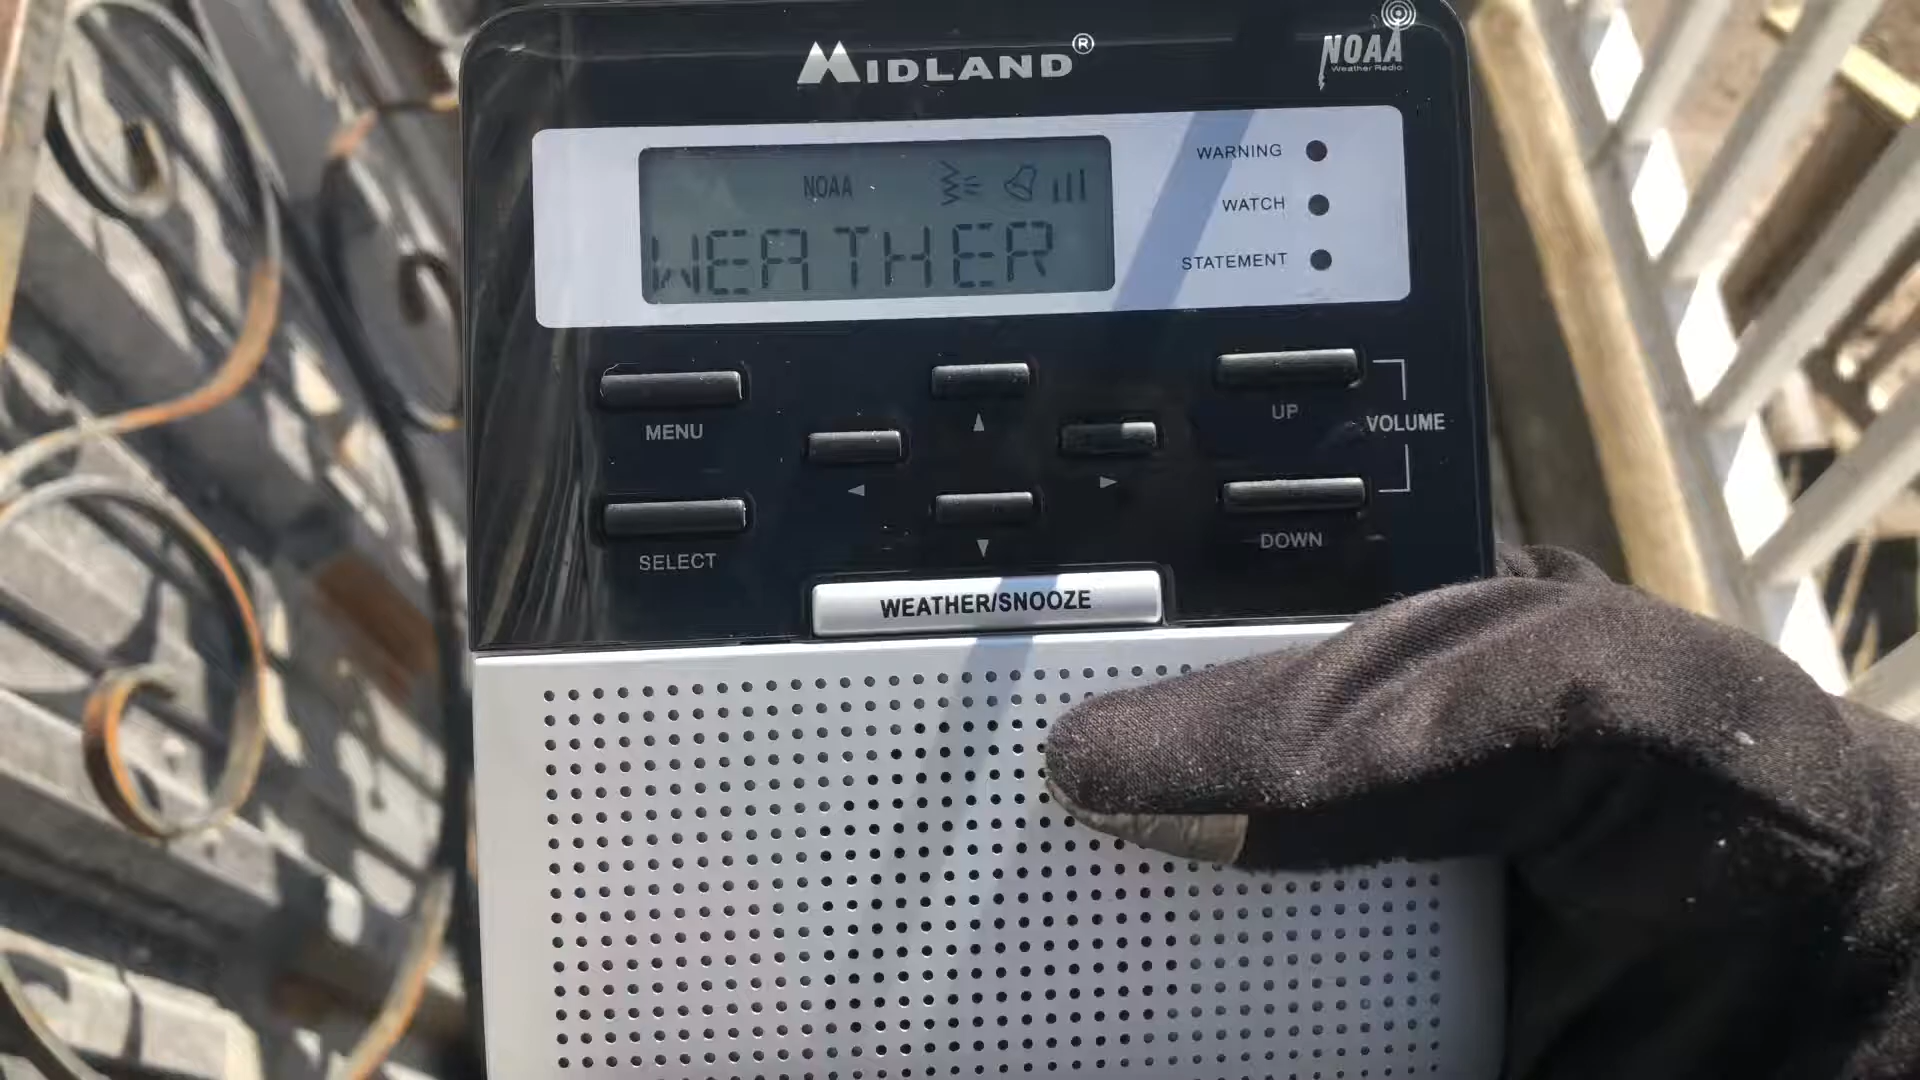 MIDLAND®
NOAA
Weather Radio
NOAA
WEATHER
WARNING
WATCH
STATEMENT
MENU
UP
VOLUME
SELECT
DOWN
WEATHER/SNOOZE